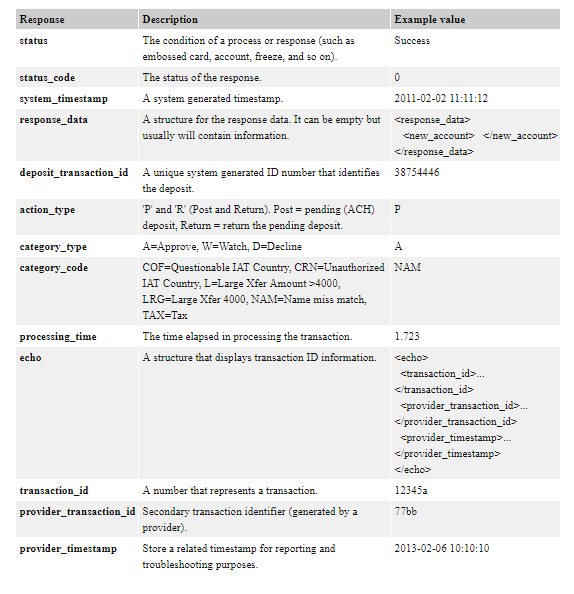 Response Description Example value
status The condition of a process or response (such as Success
embossed card, account, freeze, and so on).
status_code The status of the response. 0
system_timestamp A system generated timestamp. 2011-02-02 11:11:12
response_data A structure for the response data. It can be empty but <response_data>
usually will contain information. <new_account> </new_account>
</response_data>
deposit_transaction_id A unique system generated ID number that identifies 38754446
the deposit.
action_type 'P' and 'R' (Post and Return). Post = pending (ACH) P
deposit, Return = return the pending deposit.
category_type A=Approve, W=Watch, D=Decline A
category_code COF=Questionable IAT Country, CRN=Unauthorized NAM
IAT Country, L=Large Xfer Amount >4000,
LRG=Large Xfer 4000, NAM=Name miss match,
TAX=Tax
processing_time The time elapsed in processing the transaction. 1.723
echo A structure that displays transaction ID information. <echo>
<transaction_id>...
</transaction_id>
<provider_transaction_id>...
</provider_transaction_id>
<provider_timestamp>...
</provider_timestamp>
</echo>
transaction_id A number that represents a transaction. 12345a
provider_transaction_id Secondary transaction identifier (generated by a 77bb
provider).
provider_timestamp Store a related timestamp for reporting and 2013-02-06 10:10:10
troubleshooting purposes.